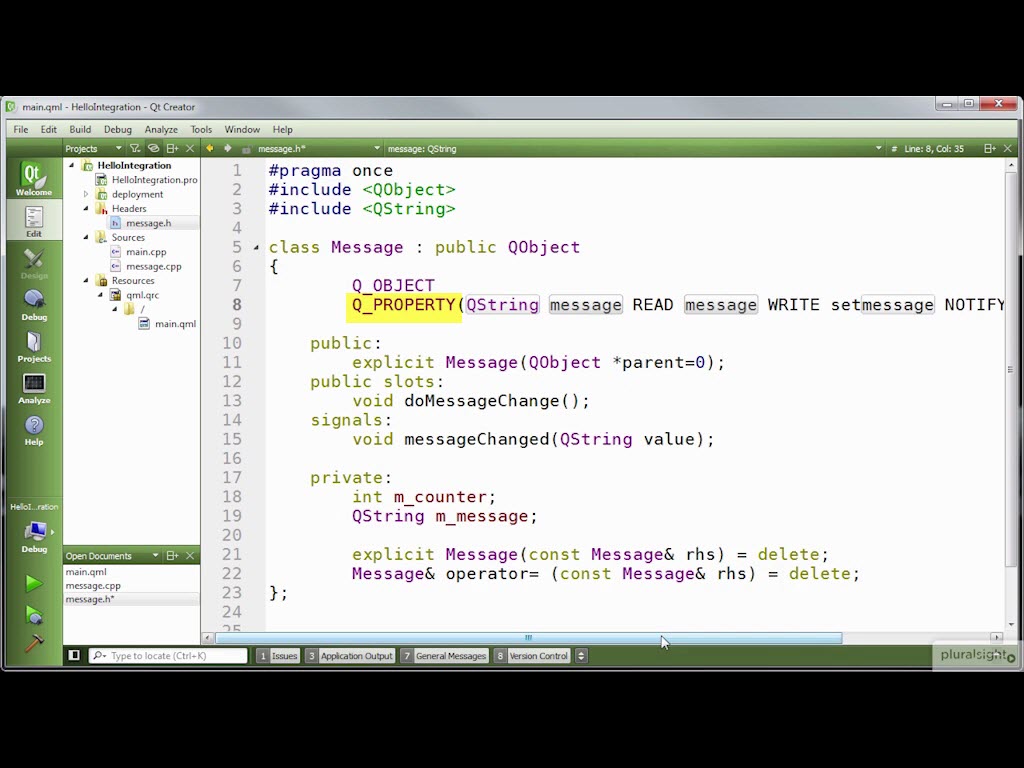 main.qml - HelloIntegration - Qt Creator
File Edit Build Debug Analyze Tools Window Help
Projects message.h* message: QString # Line: 8, Col: 35
Welcome
Edit
Design
Debug
Projects
Analyze
Help
HelloI...ration
Debug
HelloIntegration
HelloIntegration.pro
deployment
Headers
message.h
Sources
main.cpp
message.cpp
Resources
qml.qrc
/
main.qml
Open Documents
main.qml
message.cpp
message.h*
1 #pragma once
2 #include <QObject>
3 #include <QString>
4
5 class Message : public QObject
6 {
7 Q_OBJECT
8 Q_PROPERTY(QString message READ message WRITE setmessage NOTIFY
9
10 public:
11 explicit Message(QObject *parent=0);
12 public slots:
13 void doMessageChange();
14 signals:
15 void messageChanged(QString value);
16
17 private:
18 int m_counter;
19 QString m_message;
20
21 explicit Message(const Message& rhs) = delete;
22 Message& operator= (const Message& rhs) = delete;
23 };
24
25
Type to locate (Ctrl+K) 1 Issues 3 Application Output 7 General Messages 8 Version Control
pluralsight